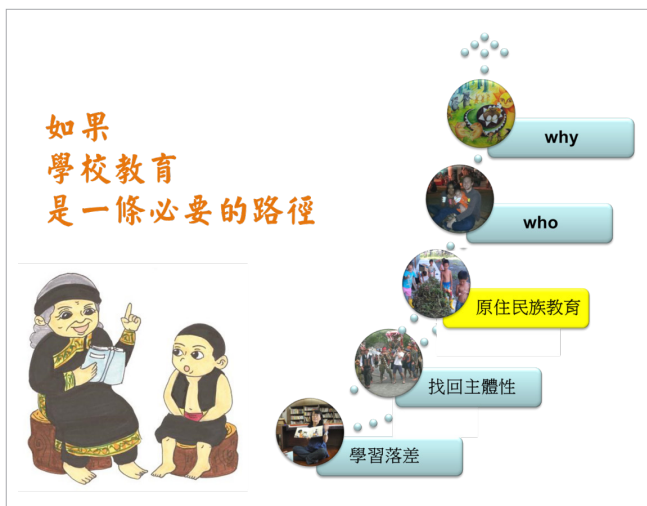 如果
學校教育
是一條必要的路徑
why
who
原住民族教育
找回主體性
學習落差